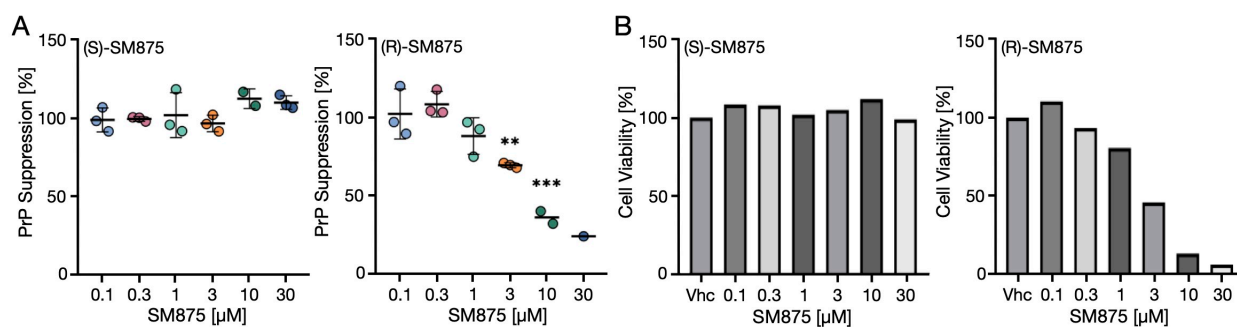 A
(S)-SM875
PrP Suppression [%]
150
100
50
0
0.1 0.3 1 3 10 30
SM875 [µM]
(R)-SM875
PrP Suppression [%]
150
100
50
0
**
***
0.1 0.3 1 3 10 30
SM875 [µM]
B
(S)-SM875
Cell Viability [%]
150
100
50
0
Vhc 0.1 0.3 1 3 10 30
SM875 [µM]
(R)-SM875
Cell Viability [%]
150
100
50
0
Vhc 0.1 0.3 1 3 10 30
SM875 [µM]